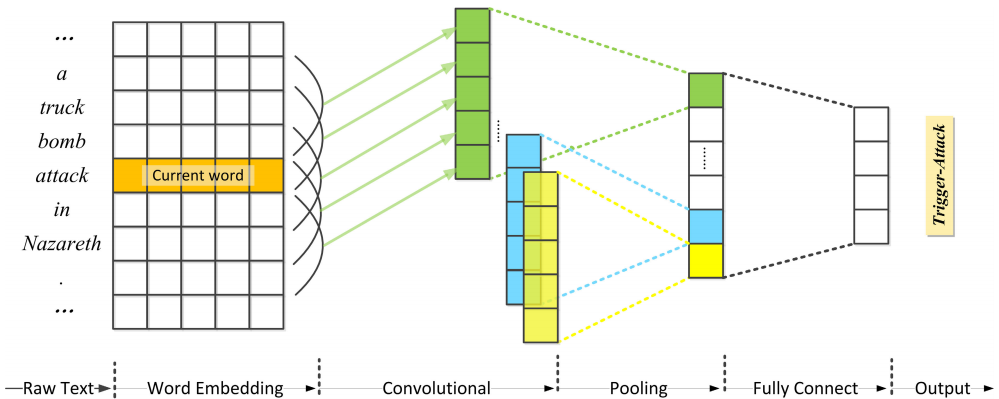 ...
a
truck
bomb
attack
in
Nazareth
.
...
Current word
......
......
Trigger-Attack
Raw Text
Word Embedding
Convolutional
Pooling
Fully Connect
Output